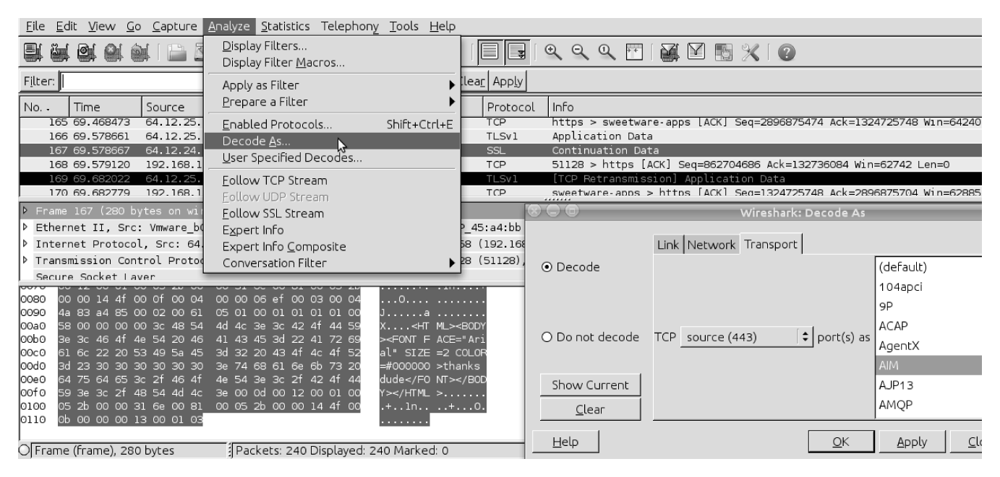 File Edit View Go Capture Analyze Statistics Telephony Tools Help
Display Filters...
Display Filter Macros...
Apply as Filter
Prepare a Filter
Enabled Protocols... Shift+Ctrl+E
Decode As...
User Specified Decodes...
Follow TCP Stream
Follow UDP Stream
Follow SSL Stream
Expert Info
Expert Info Composite
Conversation Filter
Filter: Clear Apply
No. . Time Source Protocol Info
165 69.468473 64.12.25. TCP https > sweetware-apps [ACK] Seq=2896875474 Ack=1324725748 Win=64240
166 69.578661 64.12.25. TLSv1 Application Data
167 69.578667 64.12.24. SSL Continuation Data
168 69.579120 192.168.1 TCP 51128 > https [ACK] Seq=862704686 Ack=132736084 Win=62742 Len=0
169 69.682022 64.12.25. TLSv1 [TCP Retransmission] Application Data
170 69.682779 192.168.1 TCP sweetware-apps > https [ACK] Seq=1324725748 Ack=2896875704 Win=62885
Frame 167 (280 bytes on wi
Ethernet II, Src: Vmware_b0 P_45:a4:bb
Internet Protocol, Src: 64. 58 (192.168
Transmission Control Protoc 28 (51128),
Secure Socket Layer
0080 00 00 14 4f 00 0f 00 04 00 00 06 ef 00 03 00 04 ...O.... ........
0090 4a 83 a4 85 00 02 00 61 05 01 00 01 01 01 01 00 J......a ........
00a0 58 00 00 00 00 3c 48 54 4d 4c 3e 3c 42 4f 44 59 X....<HT ML><BODY
00b0 3e 3c 46 4f 4e 54 20 46 41 43 45 3d 22 41 72 69 ><FONT F ACE="Ari
00c0 61 6c 22 20 53 49 5a 45 3d 32 20 43 4f 4c 4f 52 al" SIZE =2 COLOR
00d0 3d 23 30 30 30 30 30 30 3e 74 68 61 6e 6b 73 20 =#000000 >thanks
00e0 64 75 64 65 3c 2f 46 4f 4e 54 3e 3c 2f 42 4f 44 dude</FO NT></BOD
00f0 59 3e 3c 2f 48 54 4d 4c 3e 00 0d 00 12 00 01 00 Y></HTML >.......
0100 05 2b 00 00 31 6e 00 81 00 05 2b 00 00 14 4f 00 .+..1n.. ..+...O.
0110 0b 00 00 00 13 00 01 03 ........
Frame (frame), 280 bytes Packets: 240 Displayed: 240 Marked: 0
Wireshark: Decode As
Link Network Transport
Decode
Do not decode
TCP source (443) port(s) as
(default)
104apci
9P
ACAP
AgentX
AIM
AJP13
AMQP
Show Current
Clear
Help OK Apply Clo